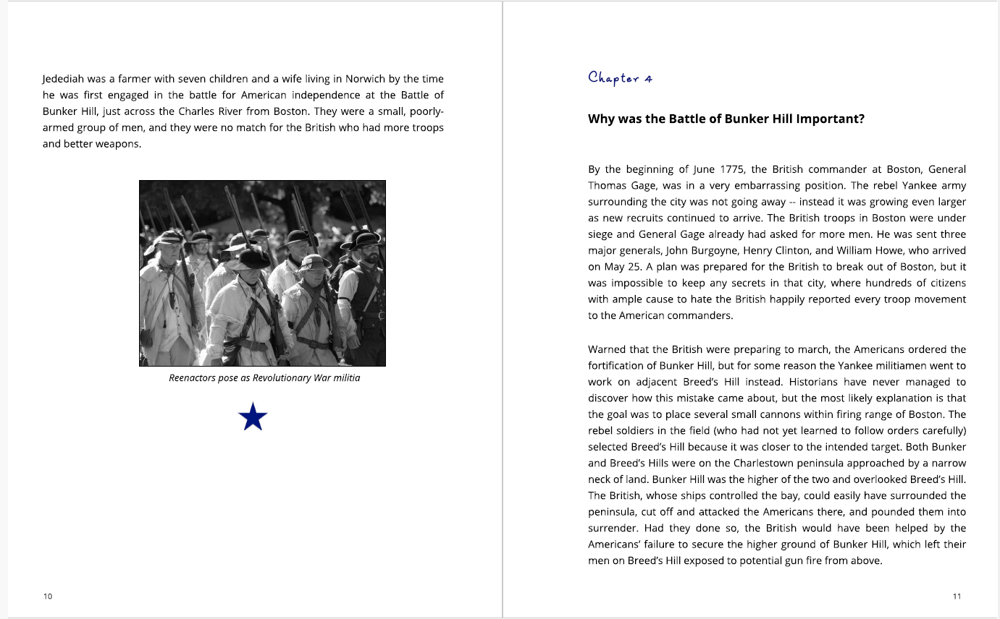 Jedediah was a farmer with seven children and a wife living in Norwich by the time
he was first engaged in the battle for American independence at the Battle of
Bunker Hill, just across the Charles River from Boston. They were a small, poorly-
armed group of men, and they were no match for the British who had more troops
and better weapons.
Reenactors pose as Revolutionary War militia
10
Chapter 4
Why was the Battle of Bunker Hill Important?
By the beginning of June 1775, the British commander at Boston, General
Thomas Gage, was in a very embarrassing position. The rebel Yankee army
surrounding the city was not going away -- instead it was growing even larger
as new recruits continued to arrive. The British troops in Boston were under
siege and General Gage already had asked for more men. He was sent three
major generals, John Burgoyne, Henry Clinton, and William Howe, who arrived
on May 25. A plan was prepared for the British to break out of Boston, but it
was impossible to keep any secrets in that city, where hundreds of citizens
with ample cause to hate the British happily reported every troop movement
to the American commanders.
Warned that the British were preparing to march, the Americans ordered the
fortification of Bunker Hill, but for some reason the Yankee militiamen went to
work on adjacent Breed’s Hill instead. Historians have never managed to
discover how this mistake came about, but the most likely explanation is that
the goal was to place several small cannons within firing range of Boston. The
rebel soldiers in the field (who had not yet learned to follow orders carefully)
selected Breed’s Hill because it was closer to the intended target. Both Bunker
and Breed’s Hills were on the Charlestown peninsula approached by a narrow
neck of land. Bunker Hill was the higher of the two and overlooked Breed’s Hill.
The British, whose ships controlled the bay, could easily have surrounded the
peninsula, cut off and attacked the Americans there, and pounded them into
surrender. Had they done so, the British would have been helped by the
Americans’ failure to secure the higher ground of Bunker Hill, which left their
men on Breed’s Hill exposed to potential gun fire from above.
11